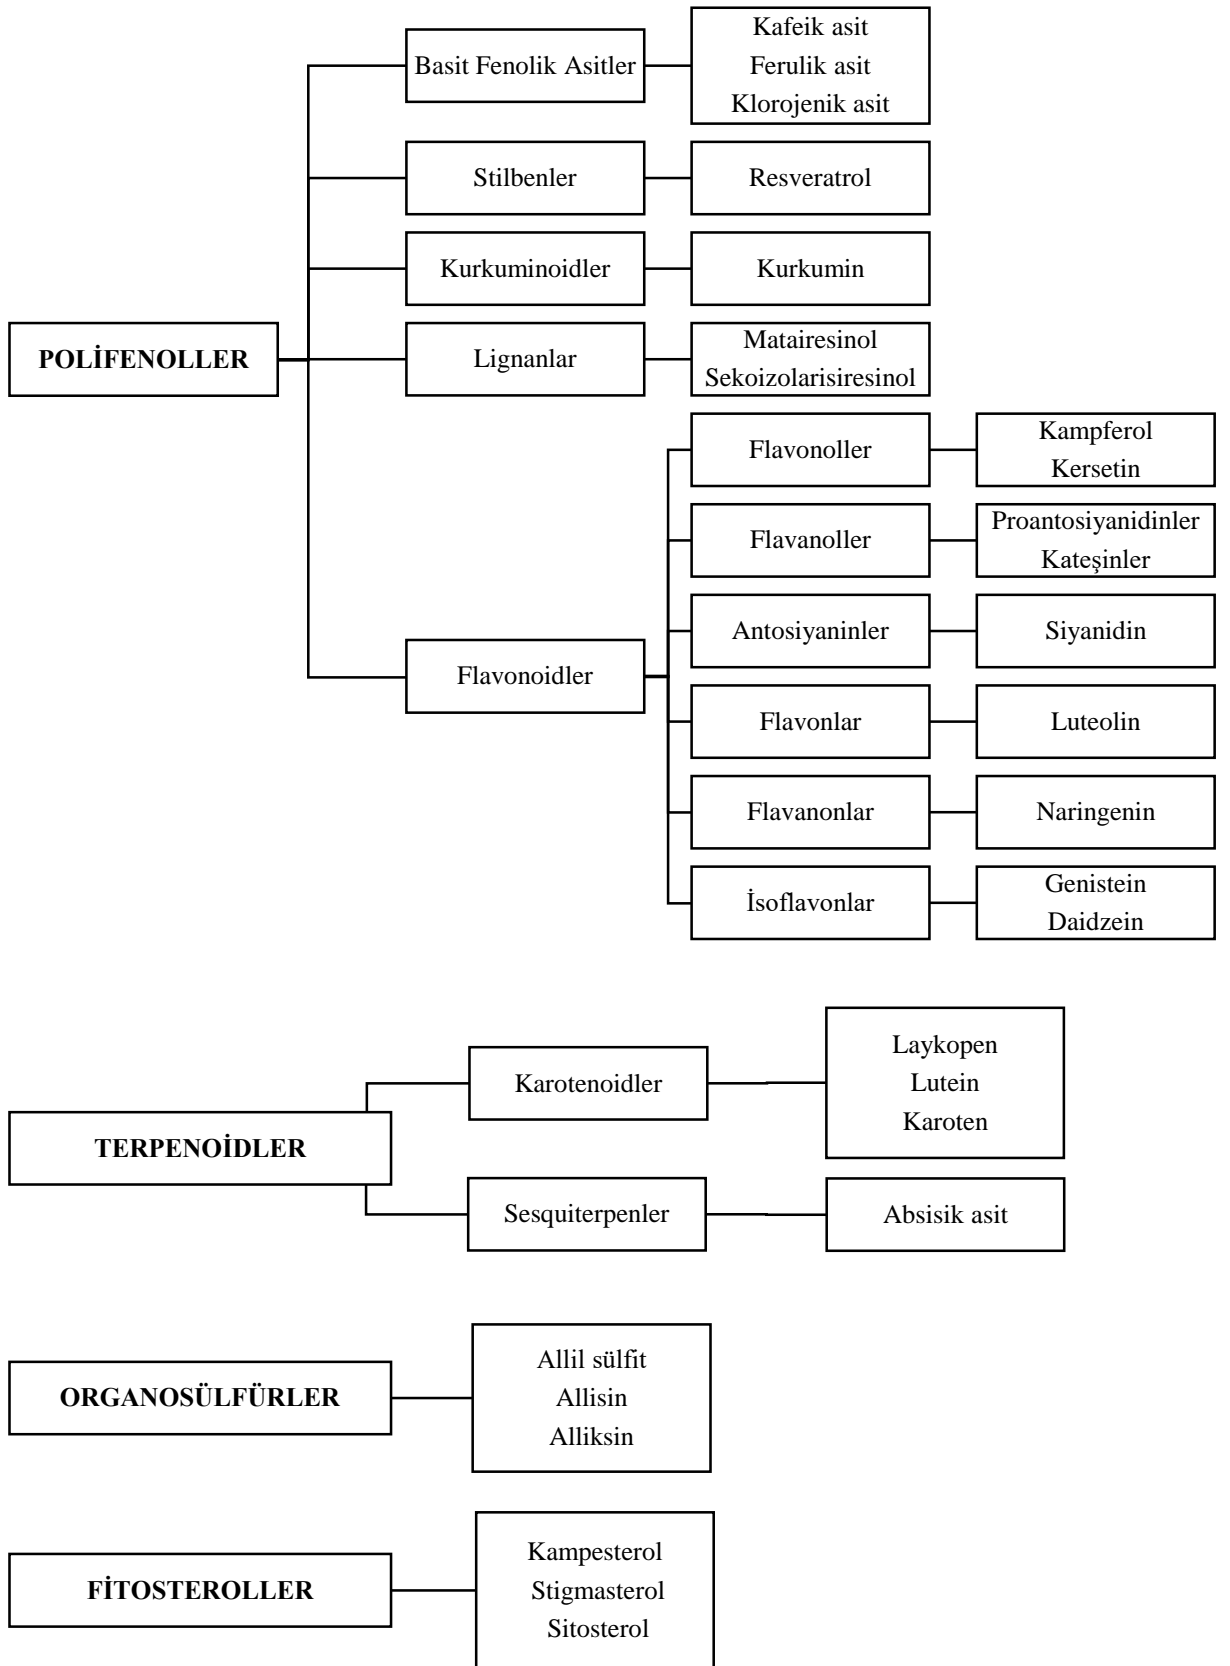 Basit Fenolik Asitler
Kafeik asit
Ferulik asit
Klorojenik asit
Stilbenler
Resveratrol
Kurkuminoidler
Kurkumin
POLİFENOLLER
Lignanlar
Matairesinol
Sekoizolarisiresinol
Flavonoidler
Flavonoller
Kampferol
Kersetin
Flavanoller
Proantosiyanidinler
Kateşinler
Antosiyaninler
Siyanidin
Flavonlar
Luteolin
Flavanonlar
Naringenin
İsoflavonlar
Genistein
Daidzein
TERPENOİDLER
Karotenoidler
Laykopen
Lutein
Karoten
Sesquiterpenler
Absisik asit
ORGANOSÜLFÜRLER
Allil sülfit
Allisin
Alliksin
FİTOSTEROLLER
Kampesterol
Stigmasterol
Sitosterol